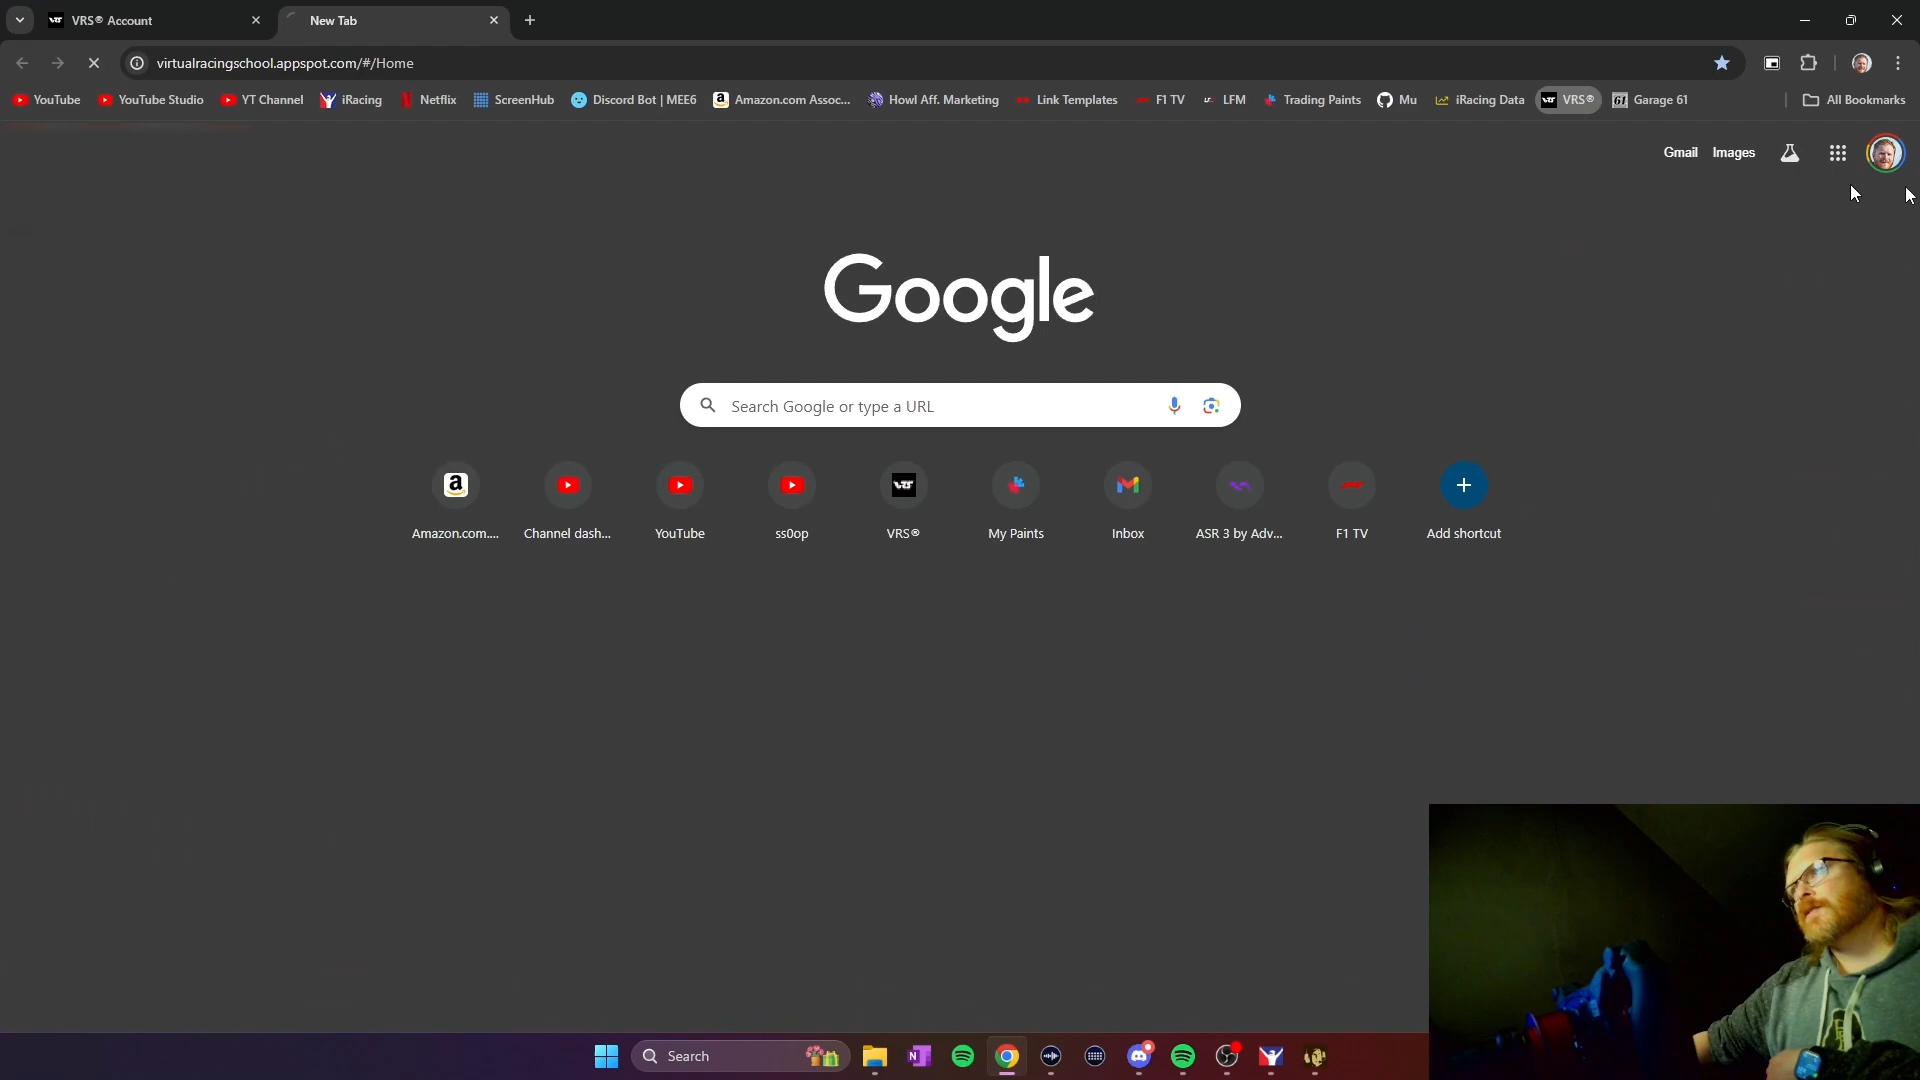 VRS® Account
New Tab
virtualracingschool.appspot.com/#/Home
YouTube YouTube Studio YT Channel iRacing Netflix ScreenHub Discord Bot | MEE6 Amazon.com Assoc... Howl Aff. Marketing Link Templates F1 TV LFM Trading Paints Mu iRacing Data VRS® Garage 61 All Bookmarks
Gmail Images
Google
Search Google or type a URL
Amazon.com.... Channel dash... YouTube ss0op VRS® My Paints Inbox ASR 3 by Adv... F1 TV Add shortcut
Search